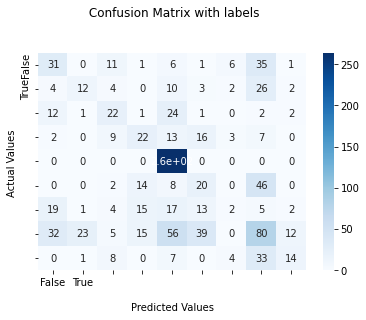 Confusion Matrix with labels
31 0 11 1 6 1 6 35 1
4 12 4 0 10 3 2 26 2
12 1 22 1 24 1 0 2 2
2 0 9 22 13 16 3 7 0
0 0 0 0 .6e+0 0 0 0 0
0 0 2 14 8 20 0 46 0
19 1 4 15 17 13 2 5 2
32 23 5 15 56 39 0 80 12
0 1 8 0 7 0 4 33 14
TrueFalse
Actual Values
False True
Predicted Values
250
200
150
100
50
0